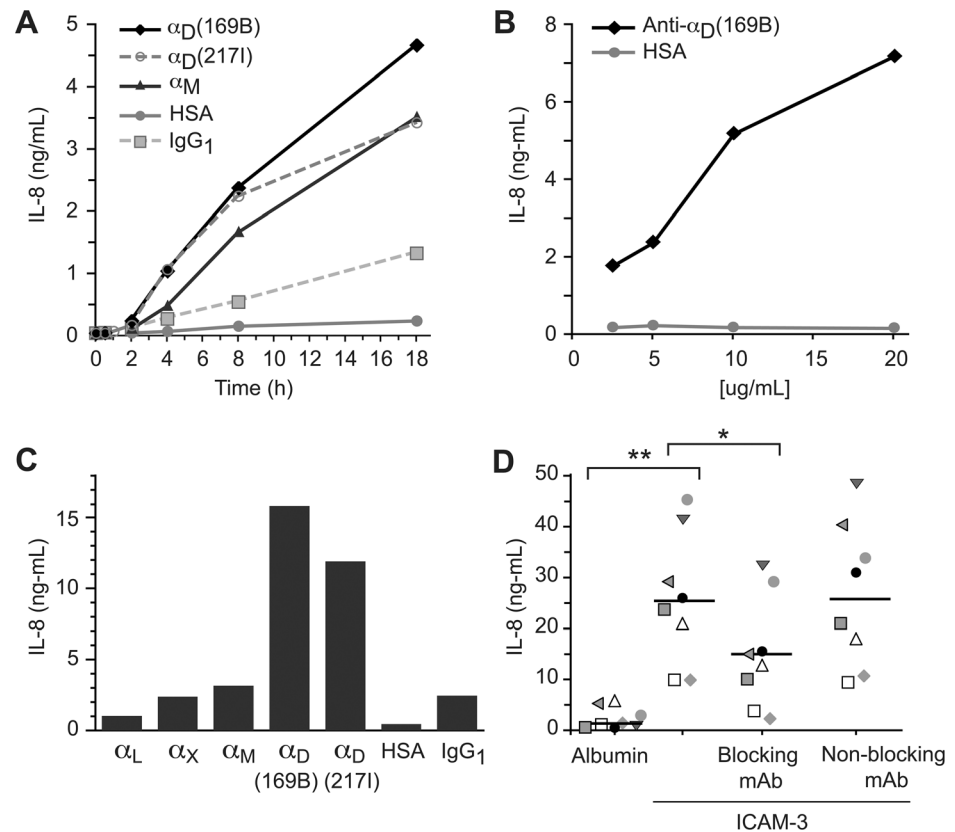 A
αD(169B)
αD(217I)
αM
HSA
IgG1
IL-8 (ng/mL)
5
4
3
2
1
0
0 2 4 6 8 10 12 14 16 18
Time (h)
B
Anti-αD(169B)
HSA
IL-8 (ng-mL)
8
6
4
2
0
0 5 10 15 20
[ug/mL]
C
IL-8 (ng-mL)
15
10
5
0
αL αX αM αD αD HSA IgG1
(169B) (217I)
D
** *
IL-8 (ng-mL)
50
40
30
20
10
0
Albumin Blocking Non-blocking
mAb mAb
ICAM-3